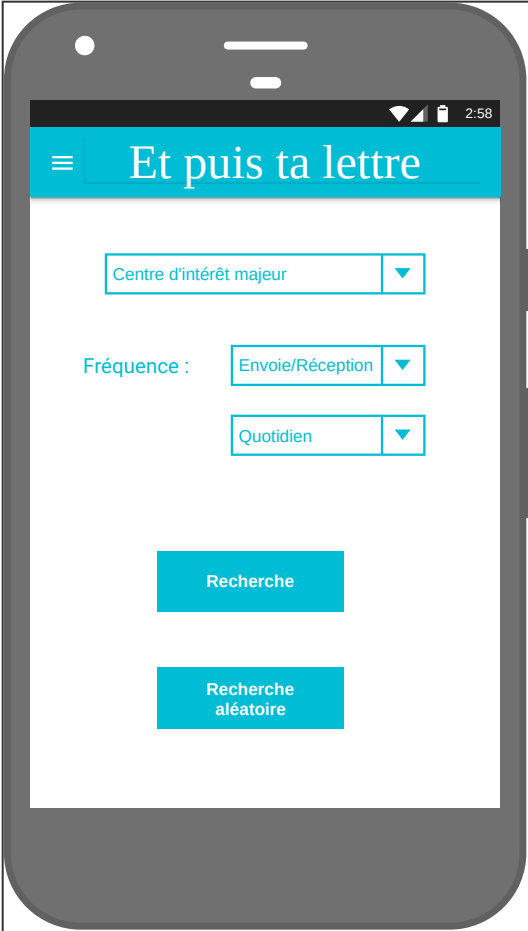 2:58
Et puis ta lettre
Centre d'intérêt majeur
Fréquence :
Envoie/Réception
Quotidien
Recherche
Recherche
aléatoire